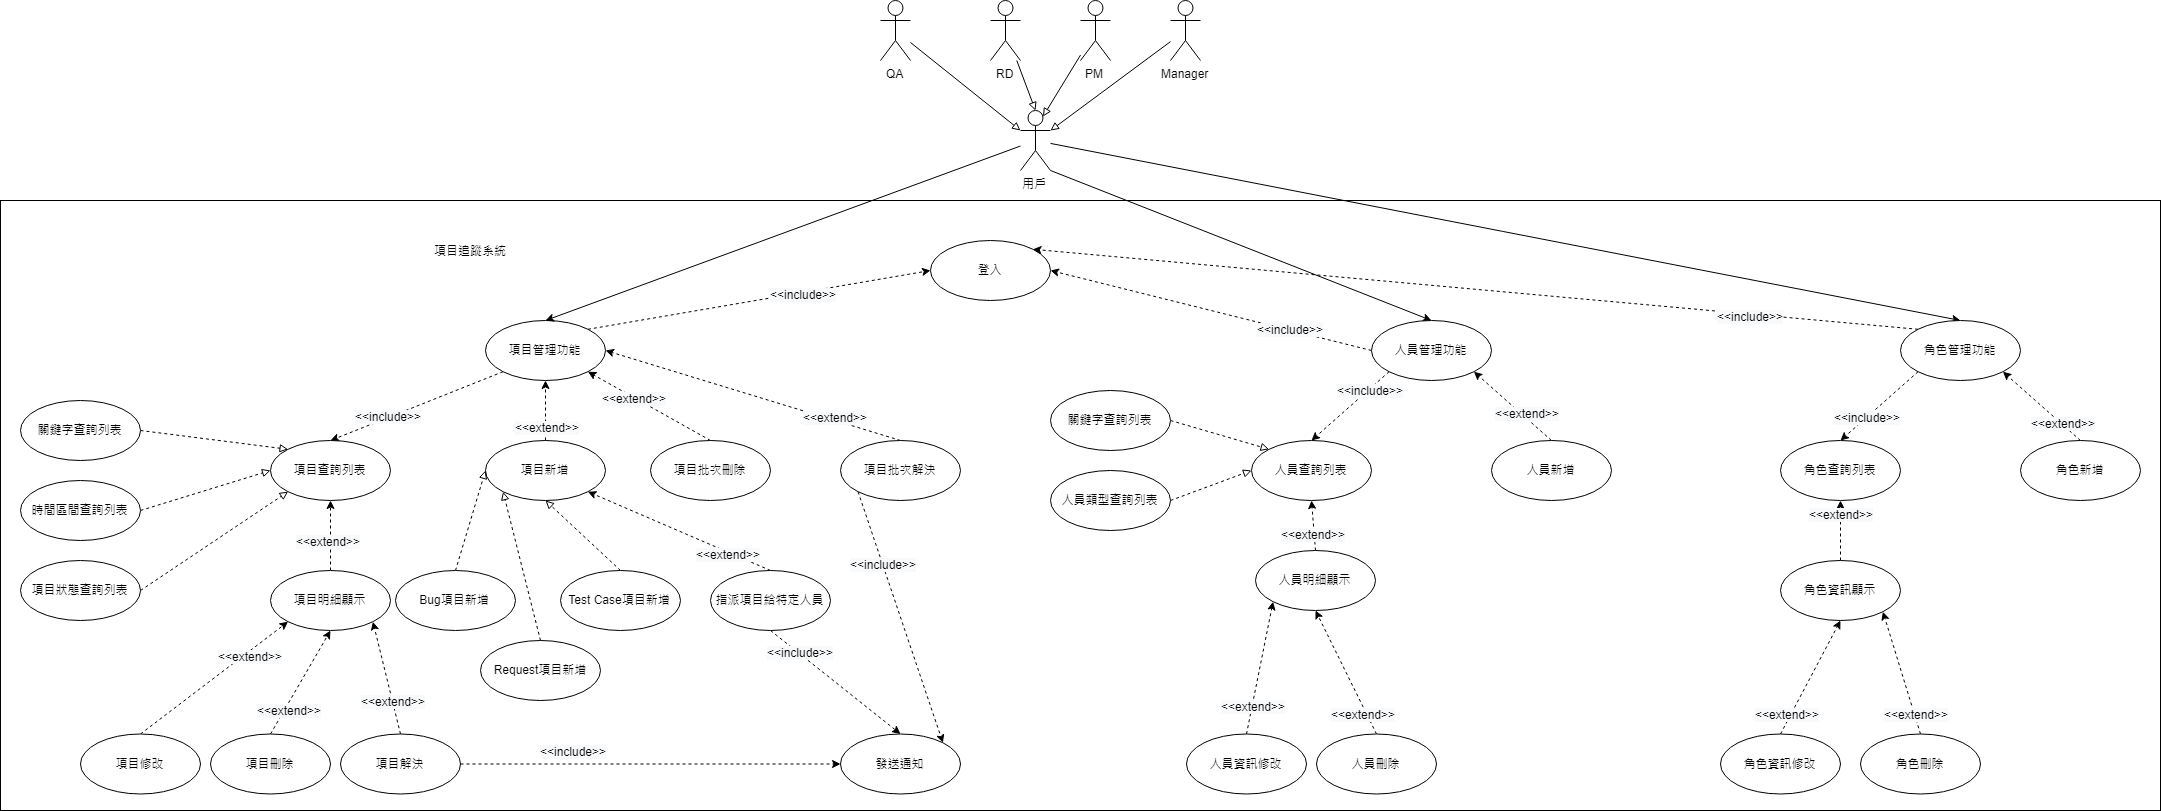 QA
RD
PM
Manager
用戶
項目追蹤系統
登入
<<include>>
<<include>>
<<include>>
項目管理功能
人員管理功能
角色管理功能
<<include>>
<<extend>>
<<extend>>
<<extend>>
<<include>>
<<extend>>
<<include>>
<<extend>>
關鍵字查詢列表
關鍵字查詢列表
項目查詢列表
項目新增
項目批次刪除
項目批次解決
人員查詢列表
人員新增
角色查詢列表
角色新增
時間區間查詢列表
人員類型查詢列表
<<extend>>
<<extend>>
<<include>>
<<extend>>
<<extend>>
項目狀態查詢列表
項目明細顯示
Bug項目新增
Test Case項目新增
指派項目給特定人員
人員明細顯示
角色資訊顯示
<<extend>>
Request項目新增
<<include>>
<<extend>>
<<extend>>
<<extend>>
<<extend>>
<<extend>>
<<extend>>
<<include>>
項目修改
項目刪除
項目解決
發送通知
人員資訊修改
人員刪除
角色資訊修改
角色刪除